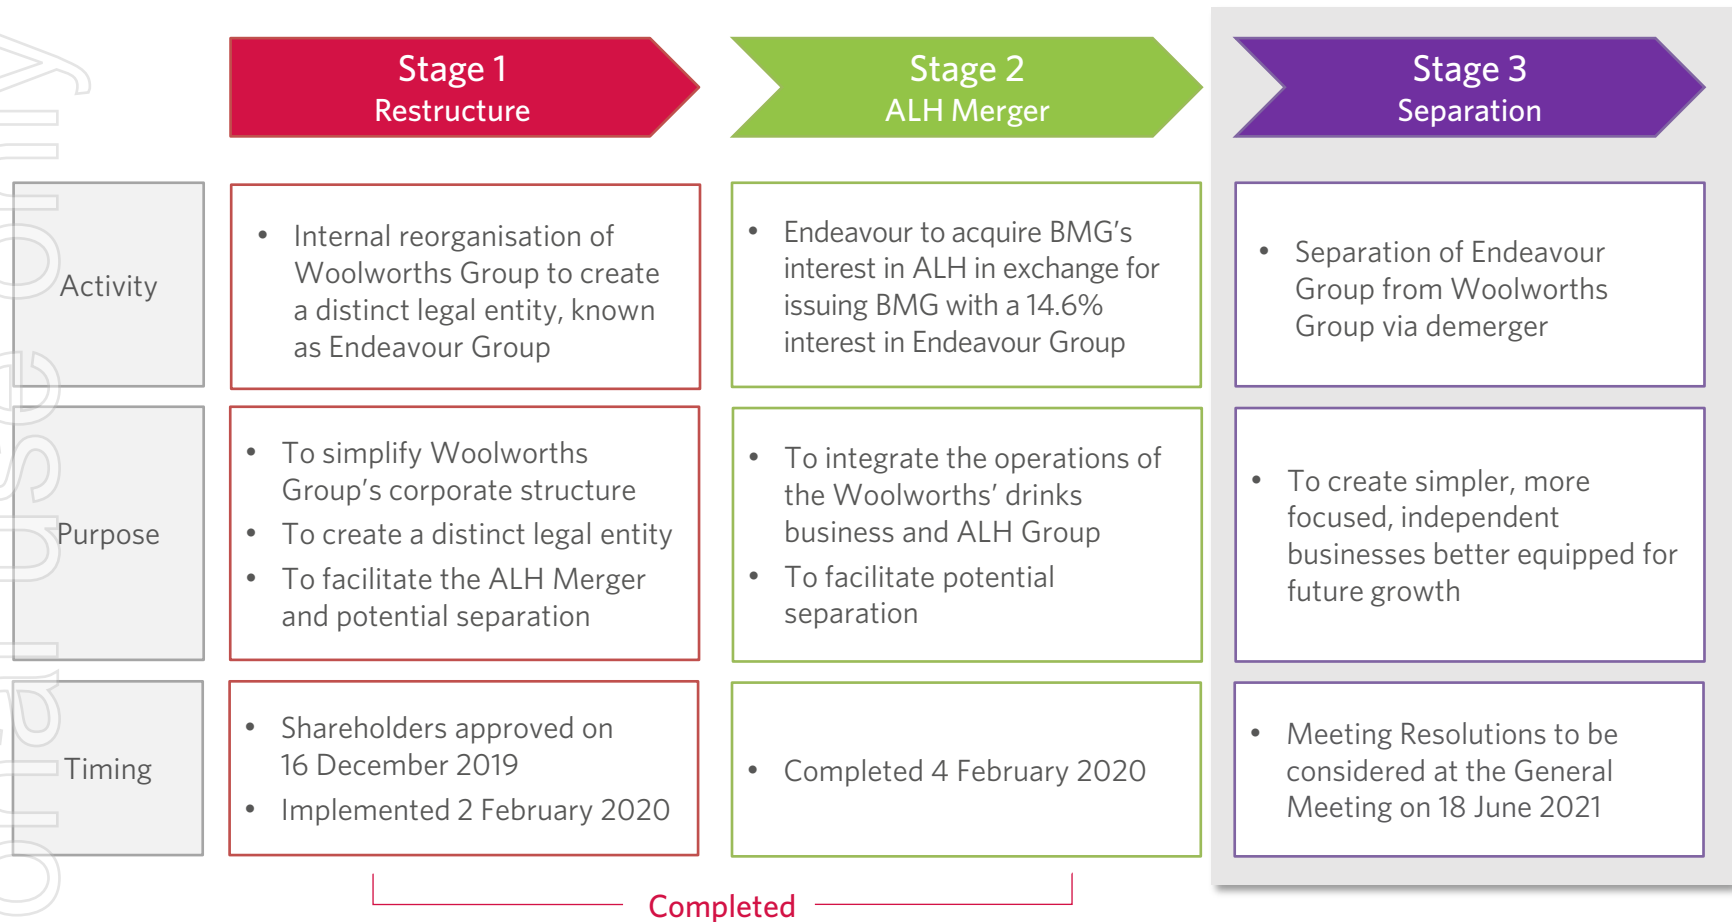 Stage 1
Restructure
Stage 2
ALH Merger
Stage 3
Separation
Activity
• Internal reorganisation of
Woolworths Group to create
a distinct legal entity, known
as Endeavour Group
• Endeavour to acquire BMG's
interest in ALH in exchange for
issuing BMG with a 14.6%
interest in Endeavour Group
• Separation of Endeavour
Group from Woolworths
Group via demerger
Purpose
• To simplify Woolworths
Group's corporate structure
• To create a distinct legal entity
• To facilitate the ALH Merger
and potential separation
• To integrate the operations of
the Woolworths' drinks
business and ALH Group
• To facilitate potential
separation
• To create simpler, more
focused, independent
businesses better equipped for
future growth
Timing
• Shareholders approved on
16 December 2019
• Implemented 2 February 2020
• Completed 4 February 2020
• Meeting Resolutions to be
considered at the General
Meeting on 18 June 2021
Completed
onal use only